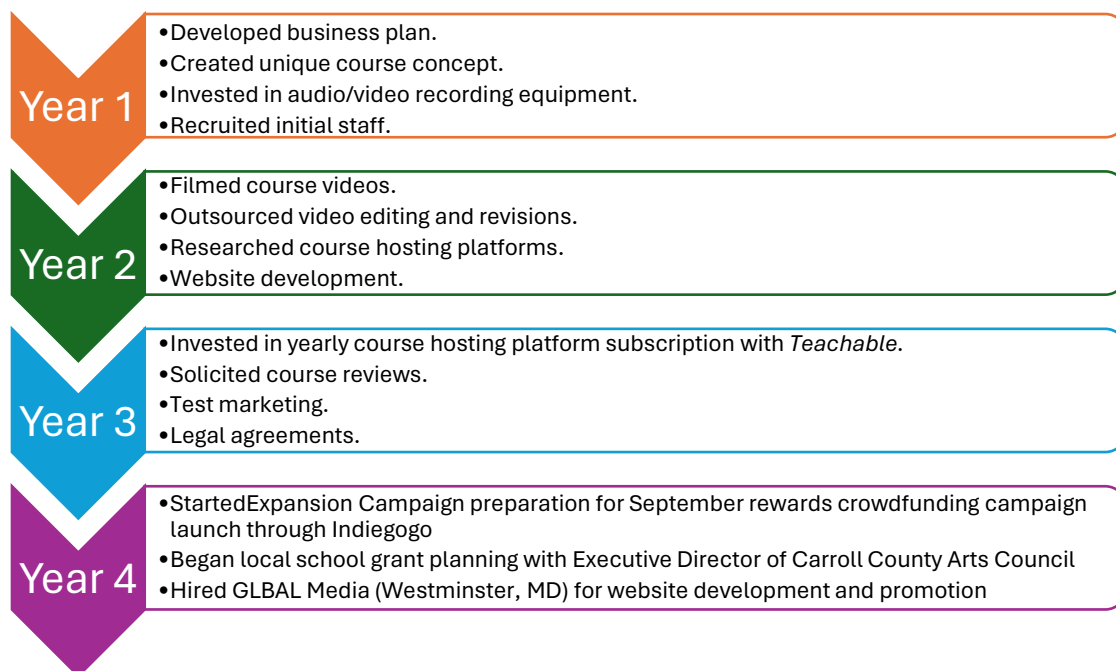 Year 1
•Developed business plan.
•Created unique course concept.
•Invested in audio/video recording equipment.
•Recruited initial staff.
Year 2
•Filmed course videos.
•Outsourced video editing and revisions.
•Researched course hosting platforms.
•Website development.
Year 3
•Invested in yearly course hosting platform subscription with Teachable.
•Solicited course reviews.
•Test marketing.
•Legal agreements.
Year 4
•StartedExpansion Campaign preparation for September rewards crowdfunding campaign
launch through Indiegogo
•Began local school grant planning with Executive Director of Carroll County Arts Council
•Hired GLBAL Media (Westminster, MD) for website development and promotion